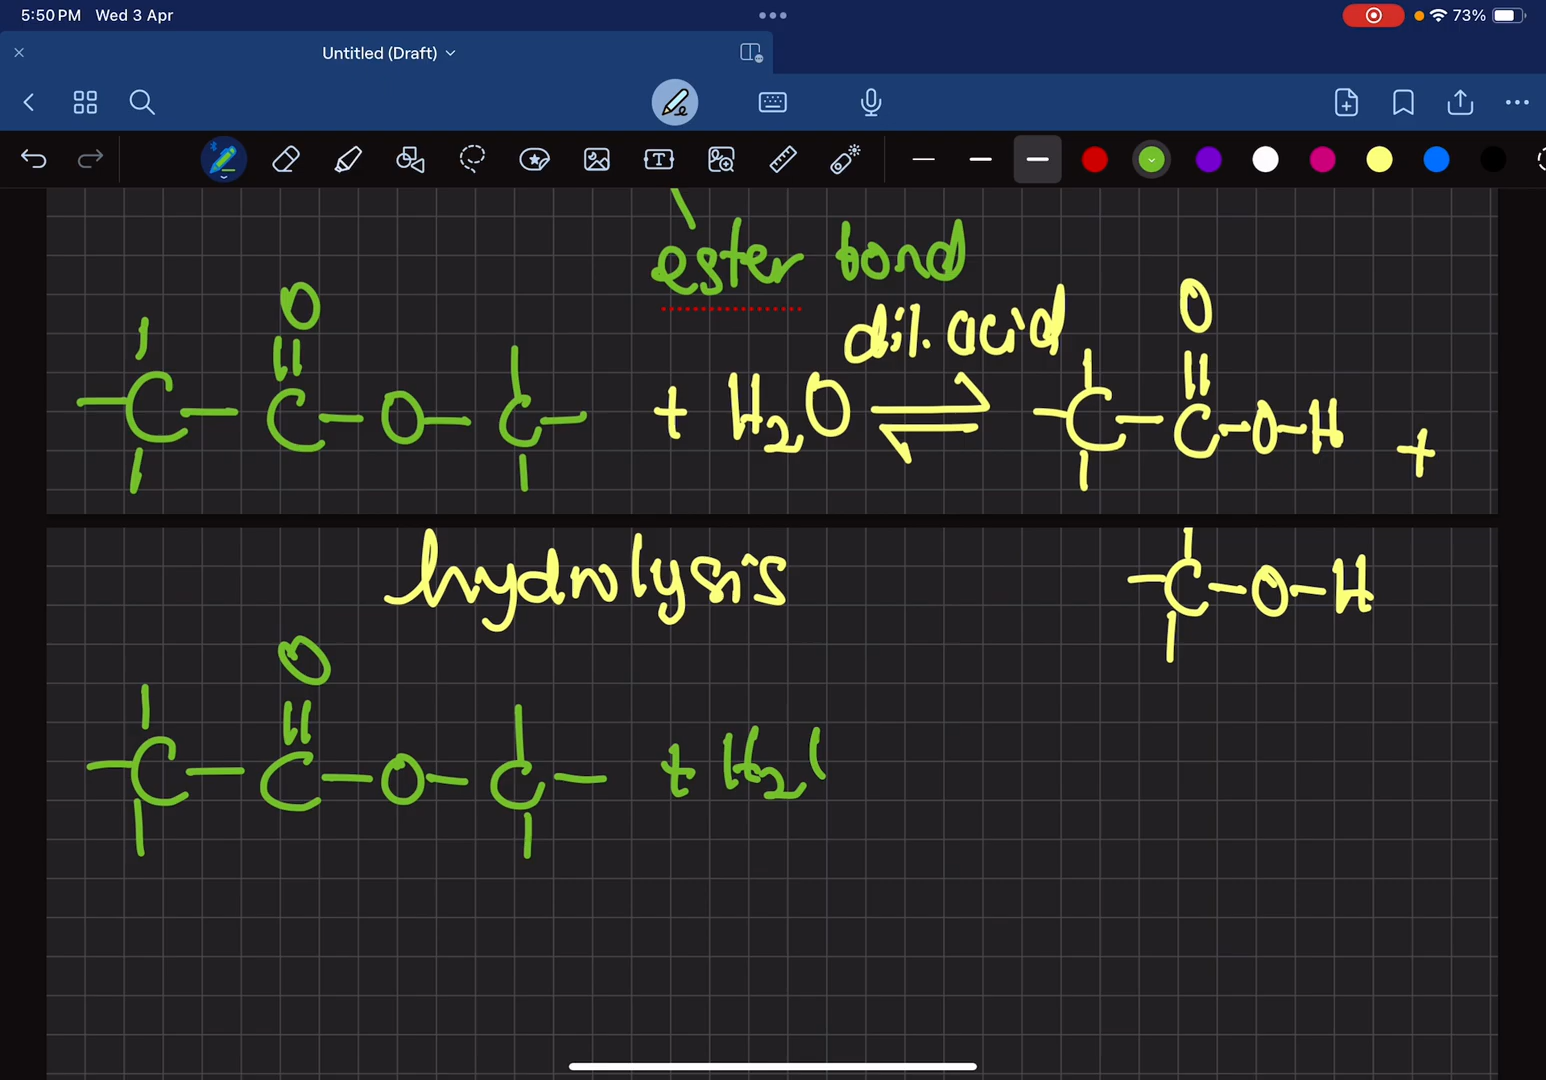 5:50 PM Wed 3 Apr 73%
Untitled (Draft)
T
ester bond
dil. acid
O O
C C O C + H₂O ⇌ C C O H +
hydrolysis C O H
O
C C O C + H₂(